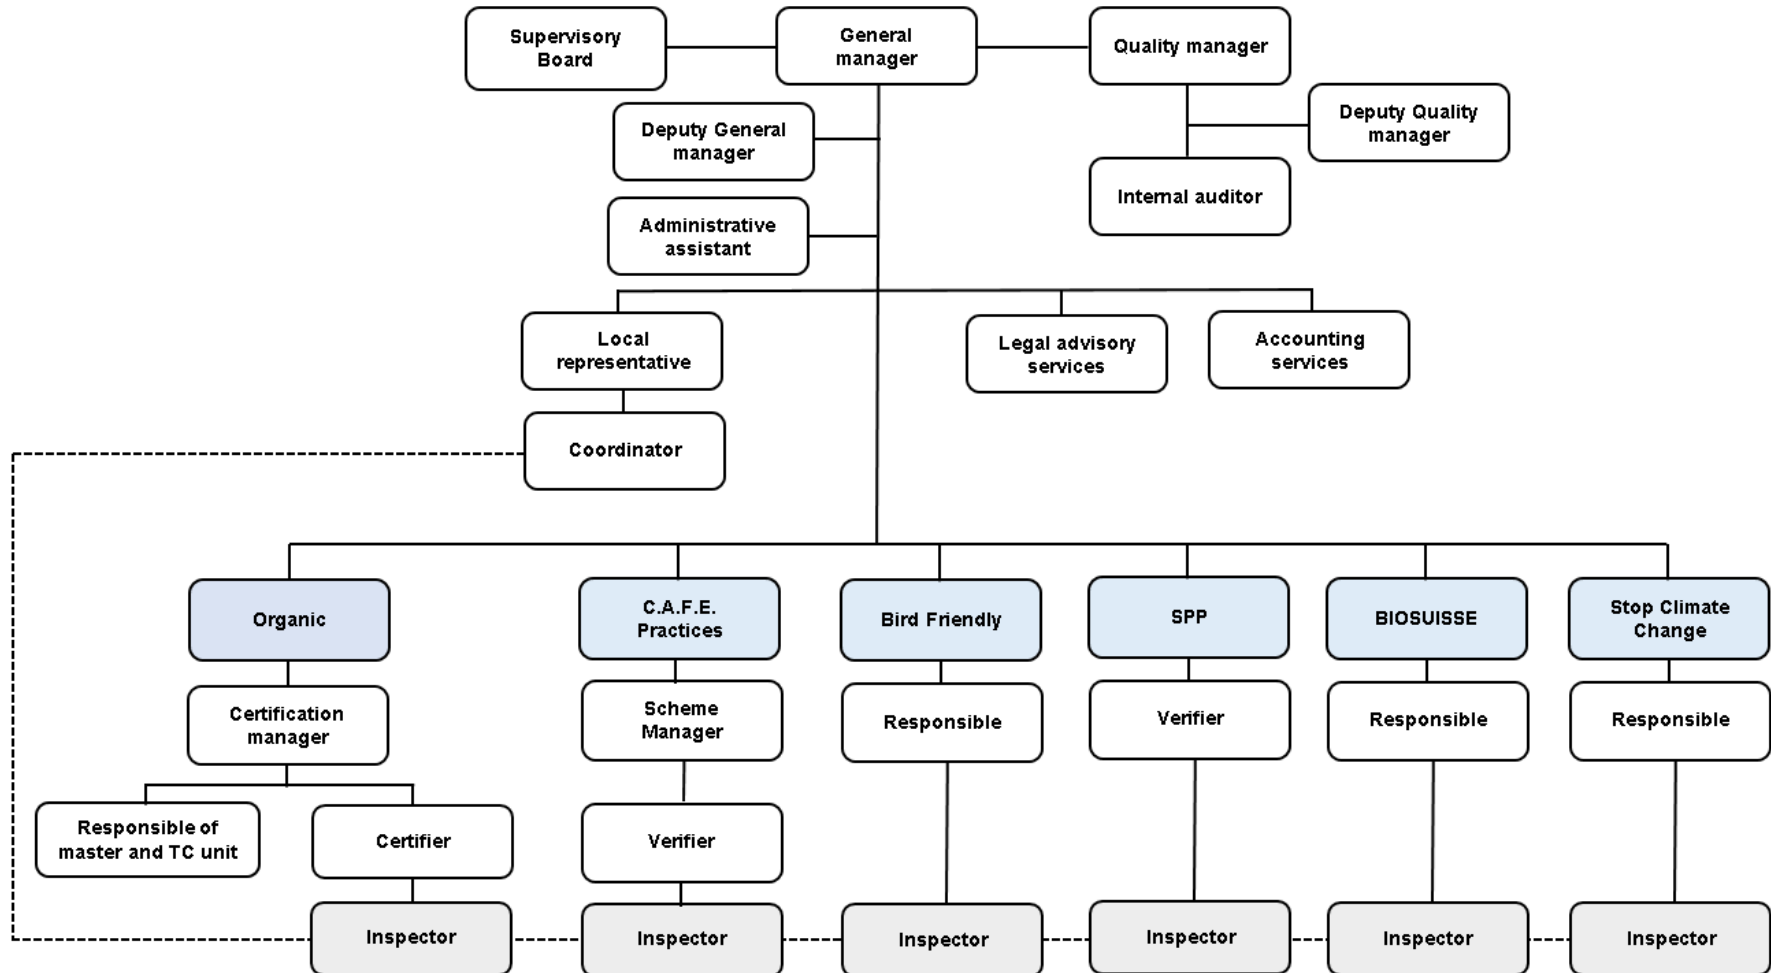 Supervisory
Board
General
manager
Quality manager
Deputy General
manager
Deputy Quality
manager
Internal auditor
Administrative
assistant
Local
representative
Legal advisory
services
Accounting
services
Coordinator
Organic
C.A.F.E.
Practices
Bird Friendly
SPP
BIOSUISSE
Stop Climate
Change
Certification
manager
Scheme
Manager
Responsible
Verifier
Responsible
Responsible
Responsible of
master and TC unit
Certifier
Verifier
Inspector
Inspector
Inspector
Inspector
Inspector
Inspector